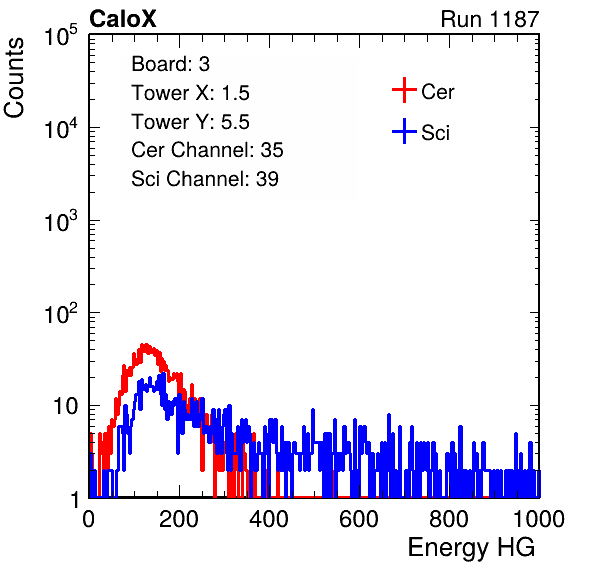 CaloX Run 1187
Counts
10^5
10^4
10^3
10^2
10
1
Board: 3
Tower X: 1.5
Tower Y: 5.5
Cer Channel: 35
Sci Channel: 39
Cer
Sci
0 200 400 600 800 1000
Energy HG